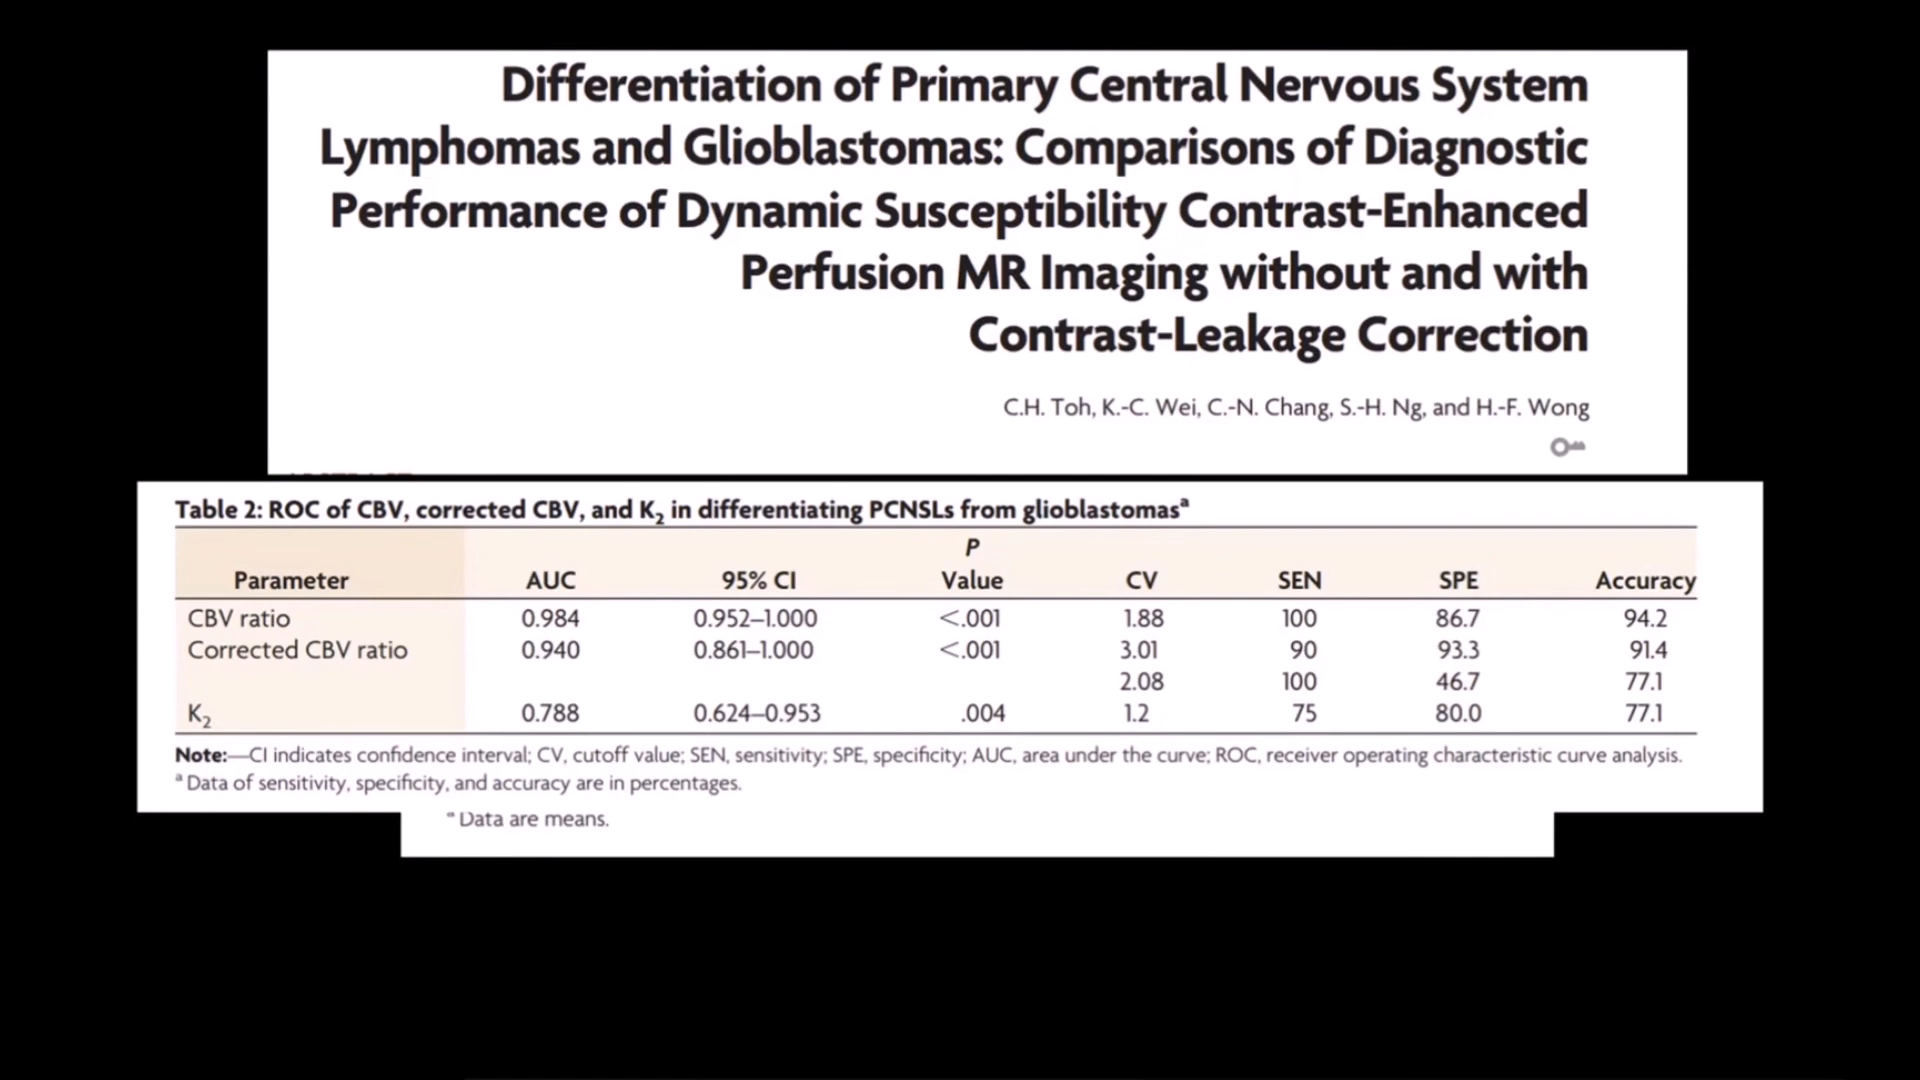 Differentiation of Primary Central Nervous System
Lymphomas and Glioblastomas: Comparisons of Diagnostic
Performance of Dynamic Susceptibility Contrast-Enhanced
Perfusion MR Imaging without and with
Contrast-Leakage Correction
C.H. Toh, K.-C. Wei, C.-N. Chang, S.-H. Ng, and H.-F. Wong
Table 2: ROC of CBV, corrected CBV, and K₂ in differentiating PCNSLs from glioblastomasᵃ
Parameter AUC 95% CI P Value CV SEN SPE Accuracy
CBV ratio 0.984 0.952–1.000 <.001 1.88 100 86.7 94.2
Corrected CBV ratio 0.940 0.861–1.000 <.001 3.01 90 93.3 91.4
2.08 100 46.7 77.1
K₂ 0.788 0.624–0.953 .004 1.2 75 80.0 77.1
Note:—CI indicates confidence interval; CV, cutoff value; SEN, sensitivity; SPE, specificity; AUC, area under the curve; ROC, receiver operating characteristic curve analysis.
ᵃ Data of sensitivity, specificity, and accuracy are in percentages.
ᵃ Data are means.